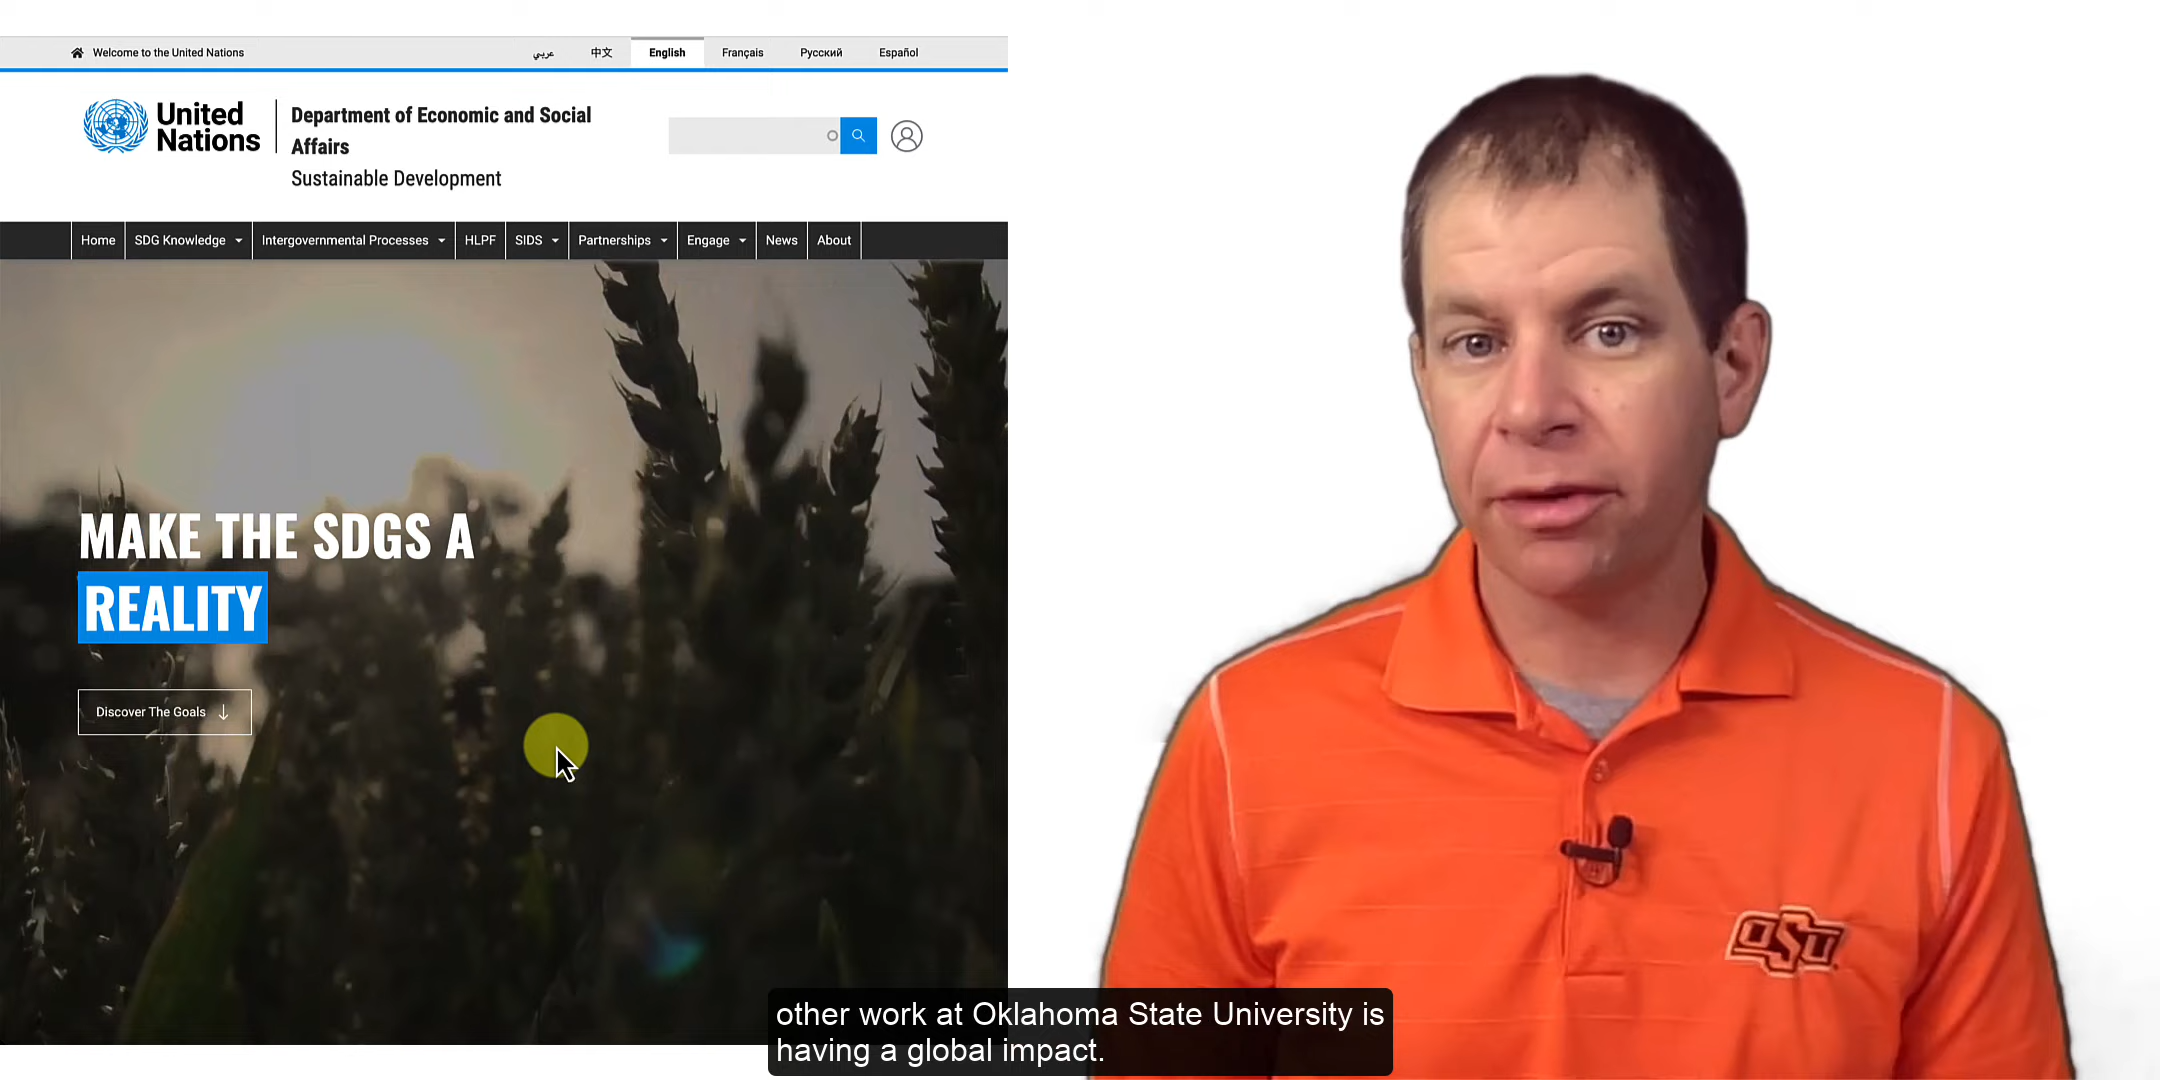 Welcome to the United Nations
عربي
中文
English
Français
Русский
Español
United
Nations
Department of Economic and Social
Affairs
Sustainable Development
Home
SDG Knowledge
Intergovernmental Processes
HLPF
SIDS
Partnerships
Engage
News
About
MAKE THE SDGS A
REALITY
Discover The Goals
OSU
other work at Oklahoma State University is
having a global impact.